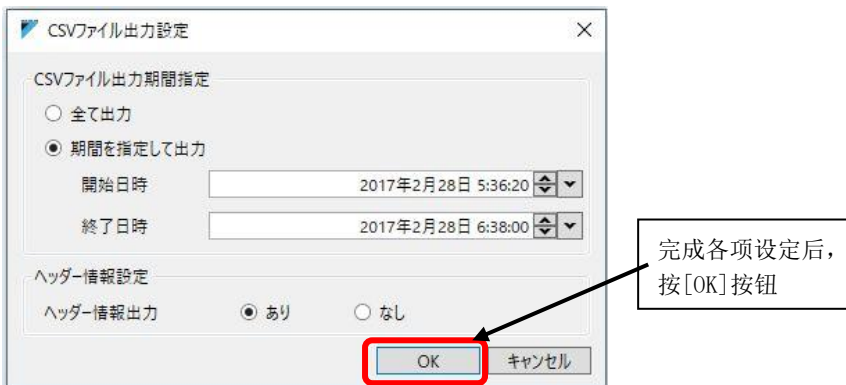 CSVファイル出力設定
CSVファイル出力期間指定
全て出力
期間を指定して出力
開始日時 2017年2月28日 5:36:20
終了日時 2017年2月28日 6:38:00
ヘッダー情報設定
ヘッダー情報出力 あり なし
OK キャンセル
完成各项设定后，
按[OK]按钮